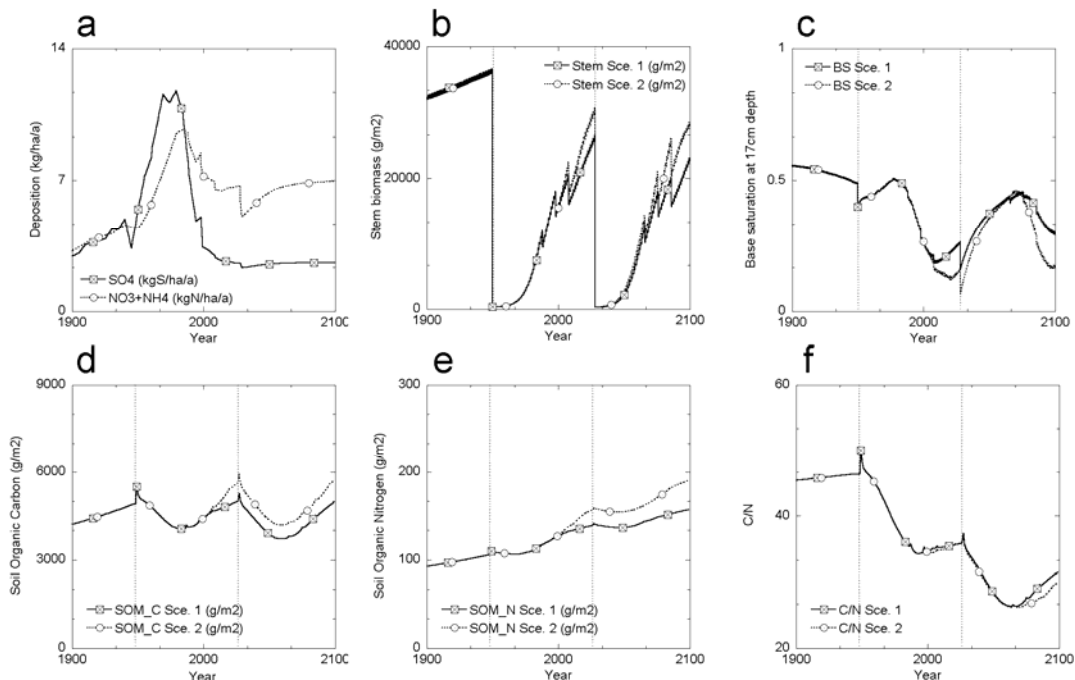 a
14
7
0
Deposition (kg/ha/a)
SO4 (kgS/ha/a)
NO3+NH4 (kgN/ha/a)
1900
2000
2100
Year
b
40000
20000
0
Stem biomass (g/m2)
Stem Sce. 1 (g/m2)
Stem Sce. 2 (g/m2)
1900
2000
2100
Year
c
1
0.5
0
Base saturation at 17cm depth
BS Sce. 1
BS Sce. 2
1900
2000
2100
Year
d
9000
6000
3000
0
Soil Organic Carbon (g/m2)
SOM_C Sce. 1 (g/m2)
SOM_C Sce. 2 (g/m2)
1900
2000
2100
Year
e
300
200
100
0
Soil Organic Nitrogen (g/m2)
SOM_N Sce. 1 (g/m2)
SOM_N Sce. 2 (g/m2)
1900
2000
2100
Year
f
60
40
20
C/N
C/N Sce. 1
C/N Sce. 2
1900
2000
2100
Year